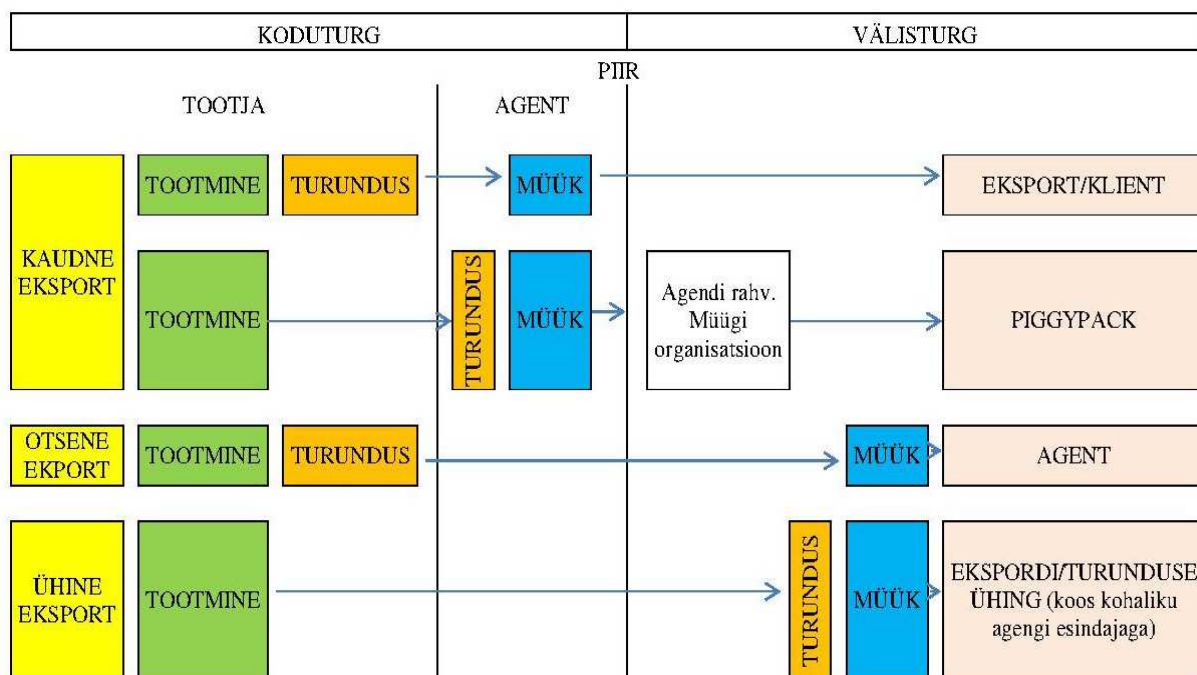 KODUTURG
VÄLISTURG
PIIR
TOOTJA
AGENT
KAUDNE
EKSPORT
TOOTMINE
TURUNDUS
MÜÜK
EKSPORT/KLIENT
TOOTMINE
TURUNDUS
MÜÜK
Agendi rahv.
Müügi
organisatsioon
PIGGYPACK
OTSENE
EKPORT
TOOTMINE
TURUNDUS
MÜÜK
AGENT
ÜHINE
EKSPORT
TOOTMINE
TURUNDUS
MÜÜK
EKSPORDI/TURUNDUSE
ÜHING (koos kohaliku
agengi esindajaga)